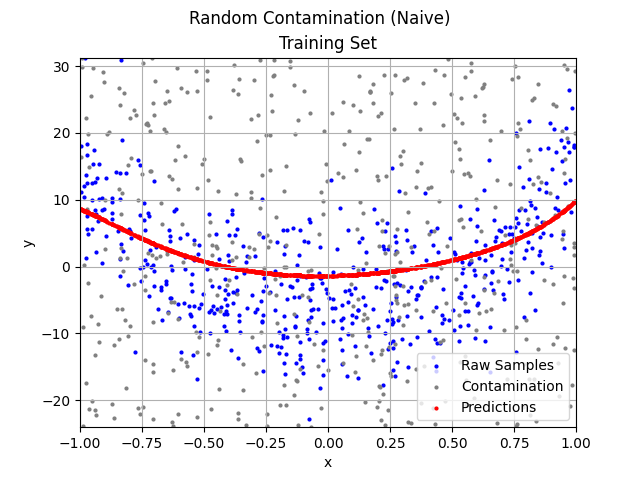 Random Contamination (Naive)
Training Set
30
20
10
0
−10
−20
y
−1.00 −0.75 −0.50 −0.25 0.00 0.25 0.50 0.75 1.00
x
Raw Samples
Contamination
Predictions